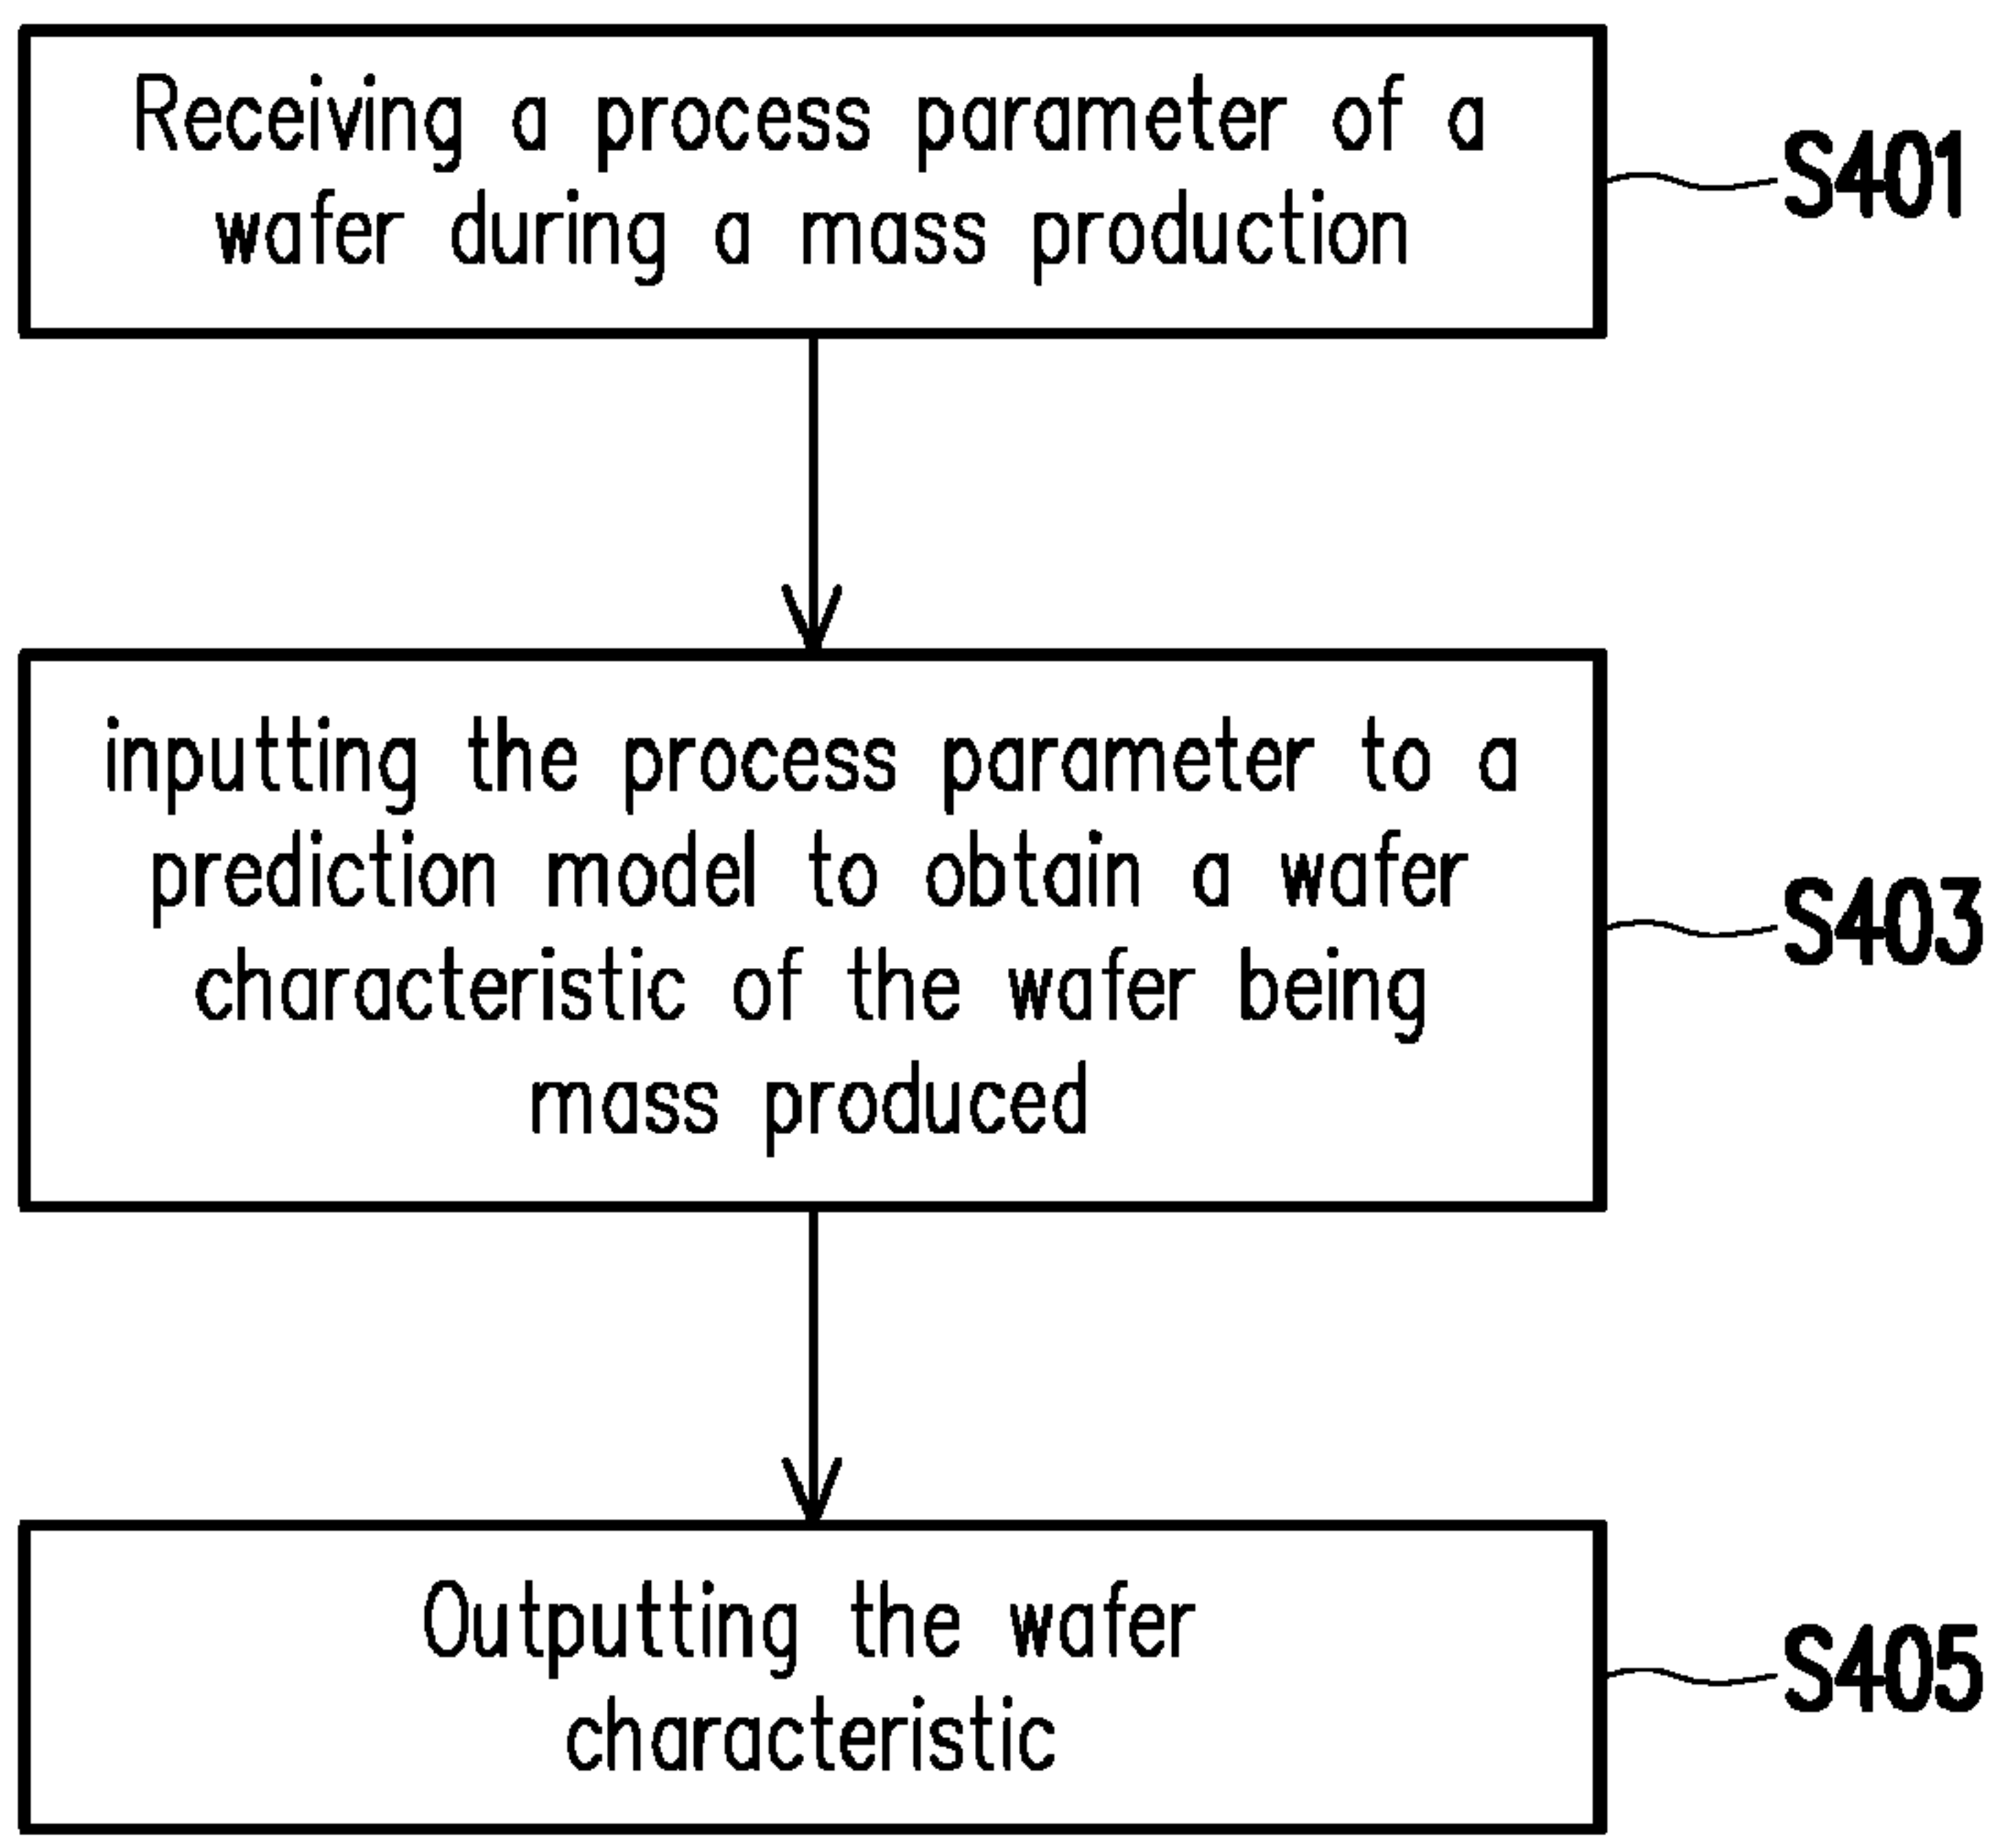 Receiving a process parameter of a
wafer during a mass production
S401
inputting the process parameter to a
prediction model to obtain a wafer
characteristic of the wafer being
mass produced
S403
Outputting the wafer
characteristic
S405